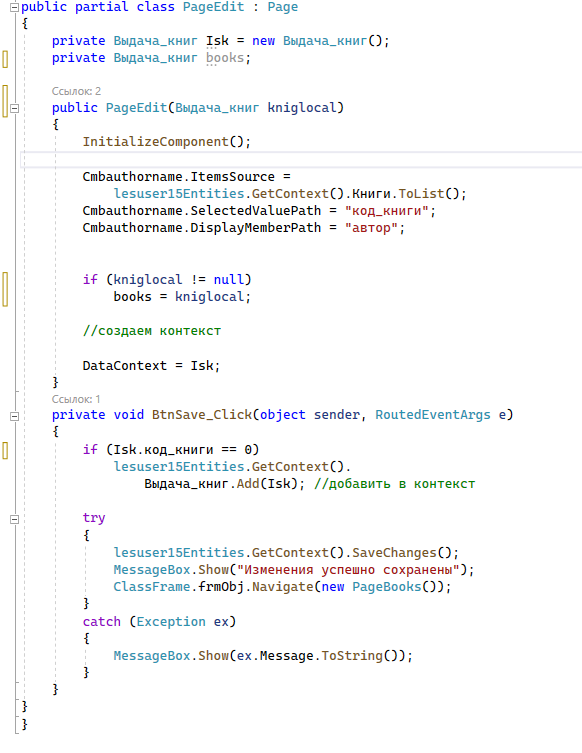 public partial class PageEdit : Page
{
private Выдача_книг Isk = new Выдача_книг();
private Выдача_книг books;
Ссылок: 2
public PageEdit(Выдача_книг kniglocal)
{
InitializeComponent();
Cmbauthorname.ItemsSource =
lesuser15Entities.GetContext().Книги.ToList();
Cmbauthorname.SelectedValuePath = "код_книги";
Cmbauthorname.DisplayMemberPath = "автор";
if (kniglocal != null)
books = kniglocal;
//создаем контекст
DataContext = Isk;
}
Ссылок: 1
private void BtnSave_Click(object sender, RoutedEventArgs e)
{
if (Isk.код_книги == 0)
lesuser15Entities.GetContext().
Выдача_книг.Add(Isk); //добавить в контекст
try
{
lesuser15Entities.GetContext().SaveChanges();
MessageBox.Show("Изменения успешно сохранены");
ClassFrame.frmObj.Navigate(new PageBooks());
}
catch (Exception ex)
{
MessageBox.Show(ex.Message.ToString());
}
}
}
}